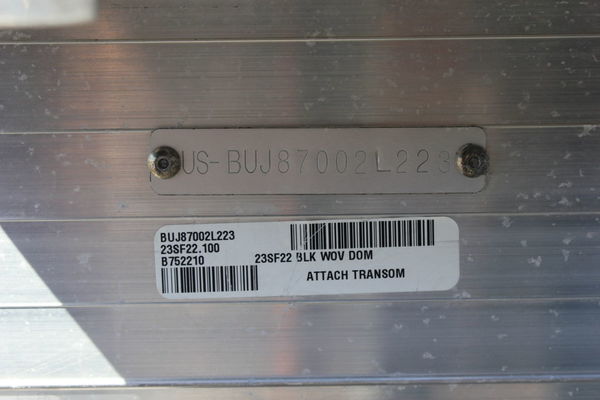 US-BUJ87002L223
BUJ87002L223
23SF22.100
B752210
23SF22 BLK WOV DOM
ATTACH TRANSOM